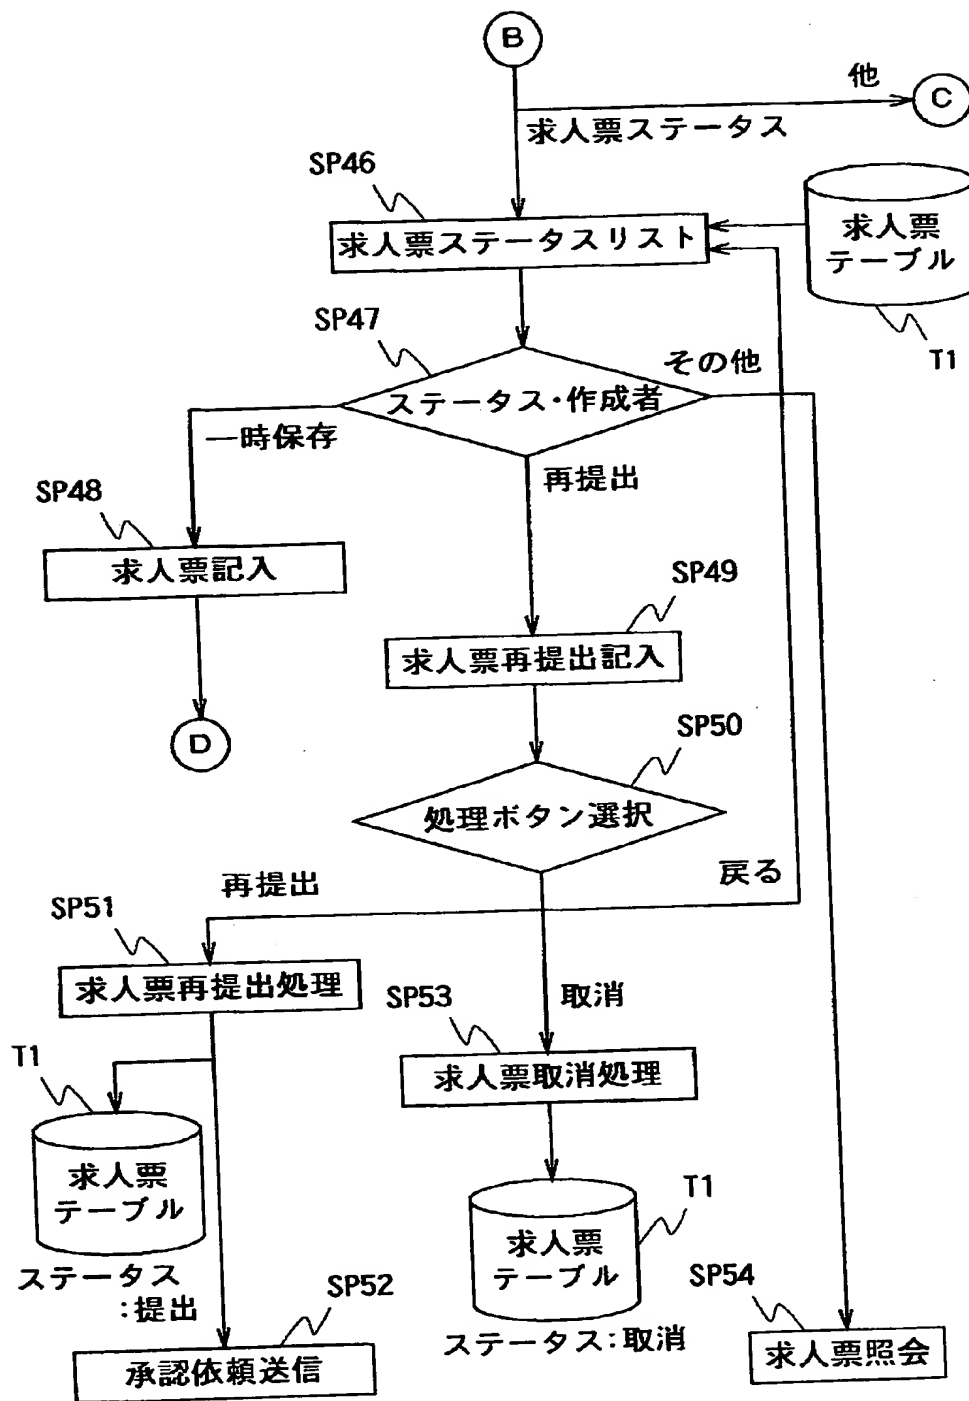 B
他
C
求人票ステータス
SP46
求人票ステータスリスト
求人票
テーブル
T1
SP47
その他
ステータス・作成者
一時保存
再提出
SP48
求人票記入
SP49
求人票再提出記入
D
SP50
処理ボタン選択
戻る
再提出
SP51
求人票再提出処理
取消
SP53
求人票取消処理
T1
求人票
テーブル
ステータス
:提出
T1
求人票
テーブル
ステータス:取消
SP52
承認依頼送信
SP54
求人票照会